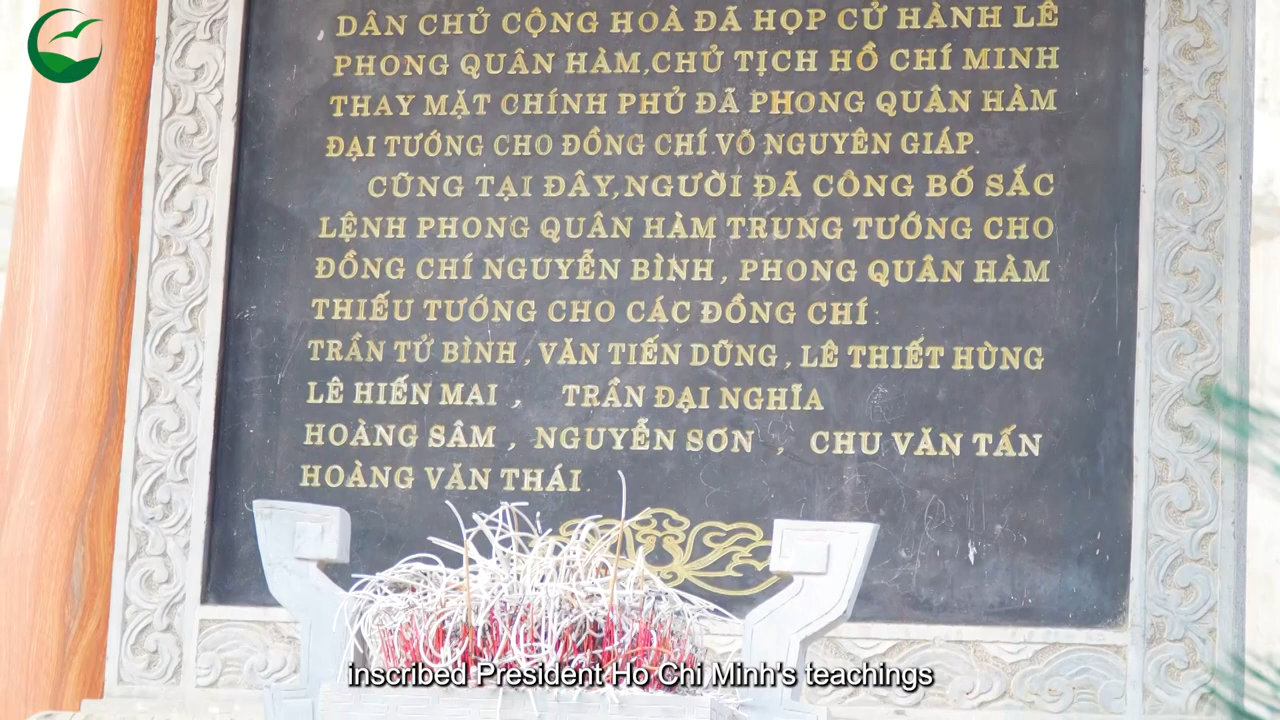 DÂN CHỦ CỘNG HOÀ ĐÃ HỌP CỬ HÀNH LỄ
PHONG QUÂN HÀM,CHỦ TỊCH HỒ CHÍ MINH
THAY MẶT CHÍNH PHỦ ĐÃ PHONG QUÂN HÀM
ĐẠI TƯỚNG CHO ĐỒNG CHÍ VÕ NGUYÊN GIÁP.
CŨNG TẠI ĐÂY,NGƯỜI ĐÃ CÔNG BỐ SẮC
LỆNH PHONG QUÂN HÀM TRUNG TƯỚNG CHO
ĐỒNG CHÍ NGUYỄN BÌNH, PHONG QUÂN HÀM
THIẾU TƯỚNG CHO CÁC ĐỒNG CHÍ:
TRẦN TỬ BÌNH, VĂN TIẾN DŨNG, LÊ THIẾT HÙNG
LÊ HIẾN MAI , TRẦN ĐẠI NGHĨA
HOÀNG SÂM , NGUYỄN SƠN , CHU VĂN TẤN
HOÀNG VĂN THÁI.
inscribed President Ho Chi Minh's teachings